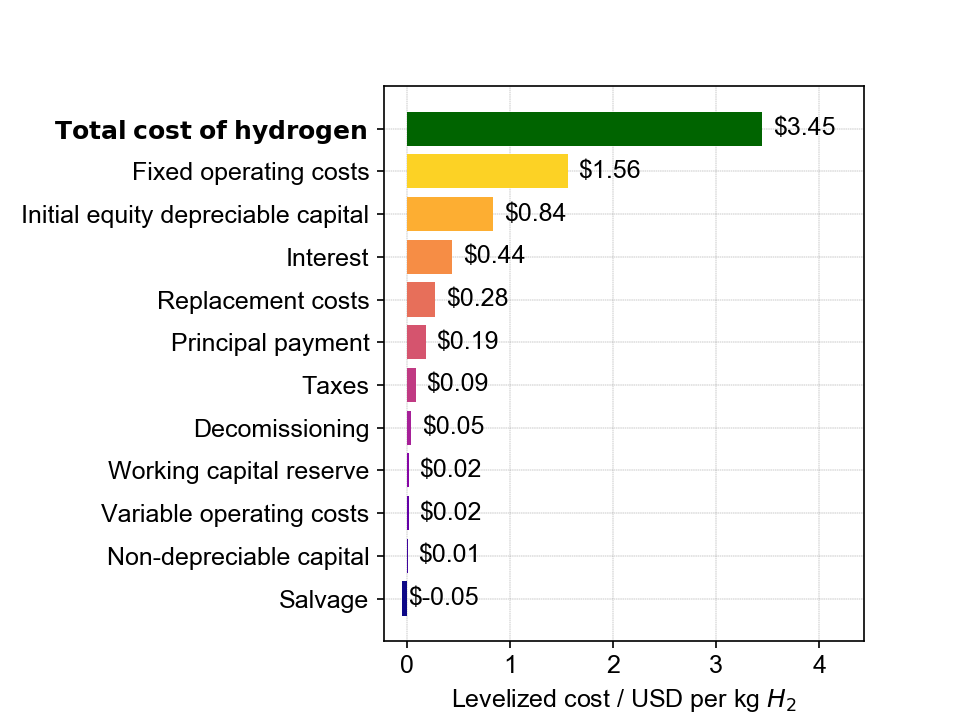 Total cost of hydrogen $3.45
Fixed operating costs $1.56
Initial equity depreciable capital $0.84
Interest $0.44
Replacement costs $0.28
Principal payment $0.19
Taxes $0.09
Decomissioning $0.05
Working capital reserve $0.02
Variable operating costs $0.02
Non-depreciable capital $0.01
Salvage $-0.05
0 1 2 3 4
Levelized cost / USD per kg H₂